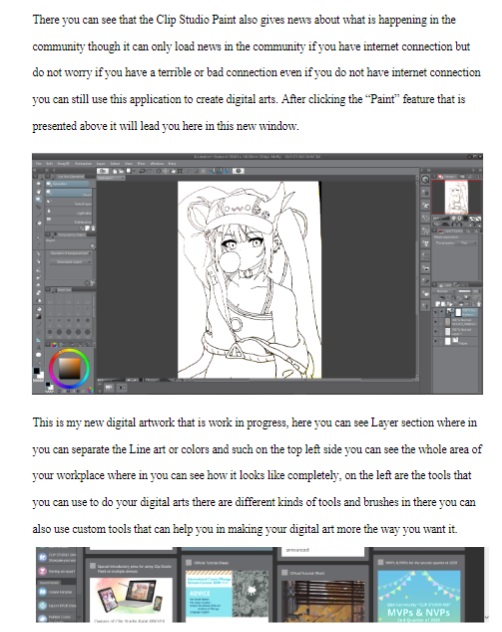 There you can see that the Clip Studio Paint also gives news about what is happening in the
community though it can only load news in the community if you have internet connection but
do not worry if you have a terrible or bad connection even if you do not have internet connection
you can still use this application to create digital arts. After clicking the “Paint” feature that is
presented above it will lead you here in this new window.
This is my new digital artwork that is work in progress, here you can see Layer section where in
you can separate the Line art or colors and such on the top left side you can see the whole area of
your workplace where in you can see how it looks like completely, on the left are the tools that
you can use to do your digital arts there are different kinds of tools and brushes in there you can
also use custom tools that can help you in making your digital art more the way you want it.
announced!
MVPs & NVPs